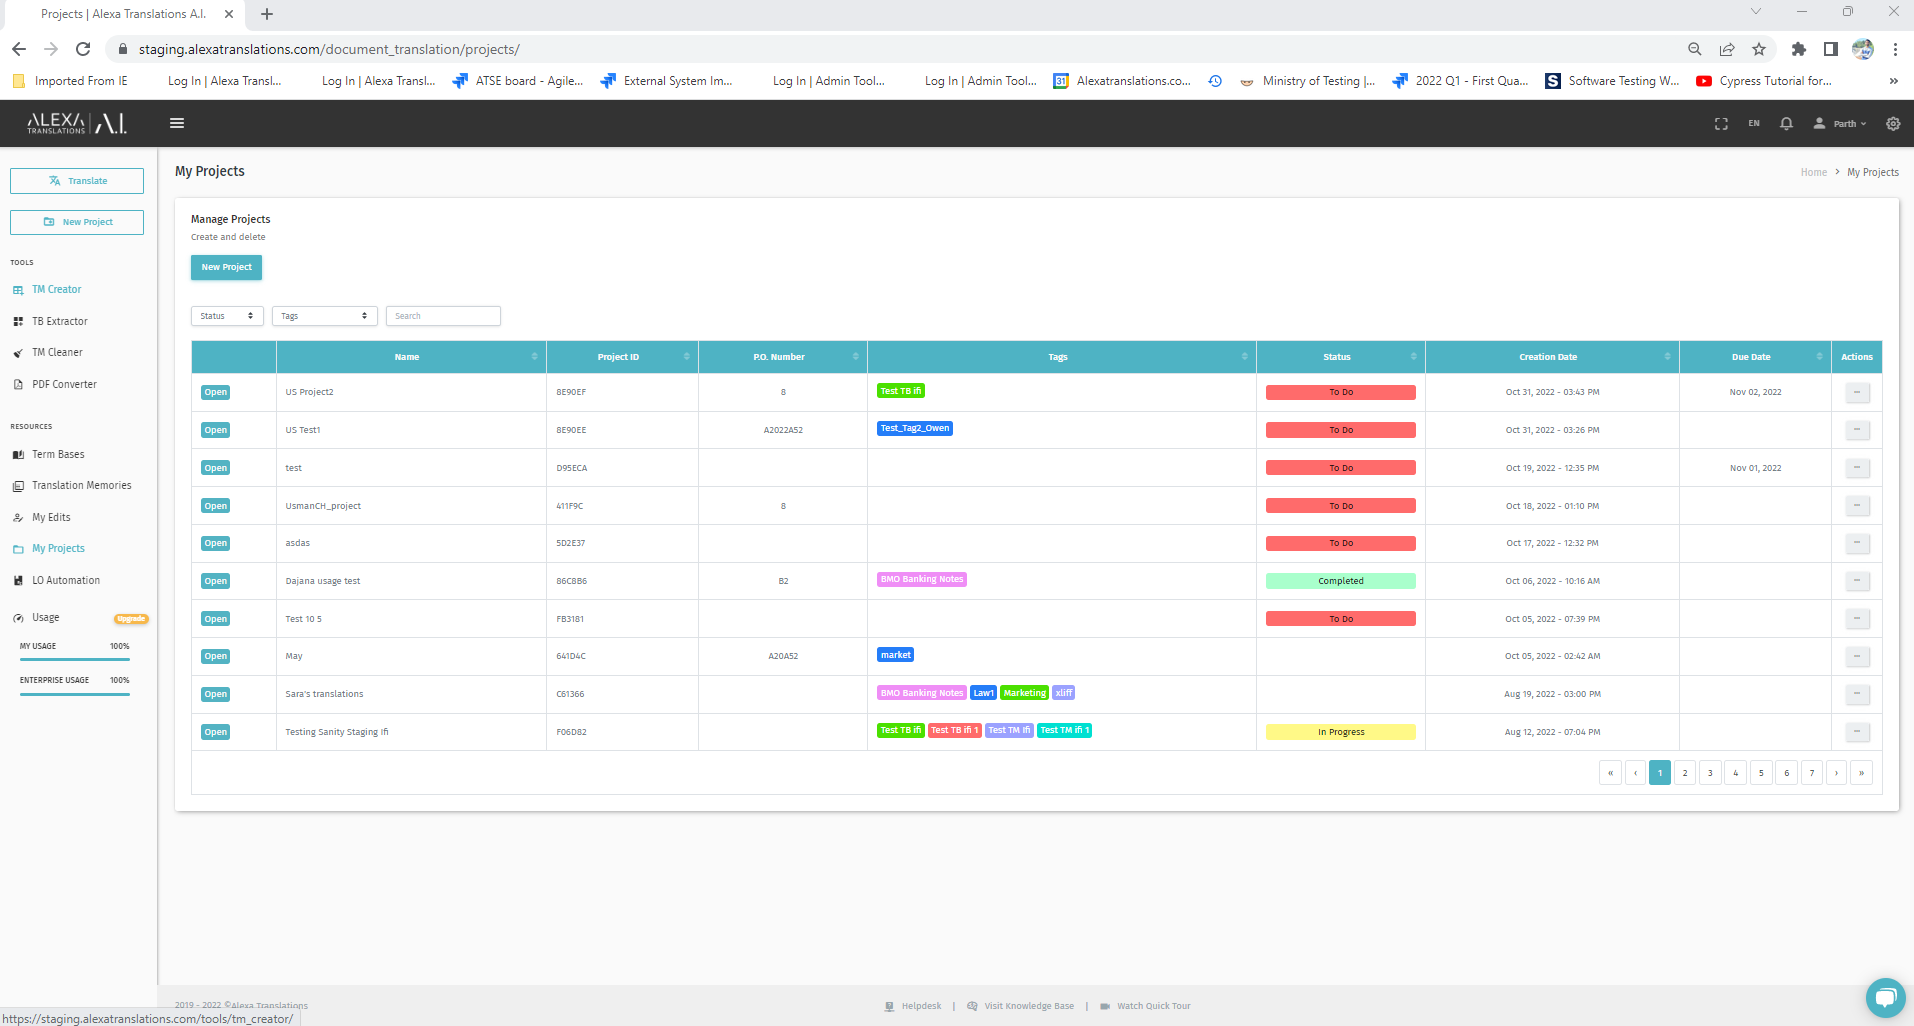 Projects | Alexa Translations A.I.
staging.alexatranslations.com/document_translation/projects/
Imported From IE Log In | Alexa Transl... Log In | Alexa Transl... ATSE board - Agile... External System Im... Log In | Admin Tool... Log In | Admin Tool... 31 Alexatranslations.co... Ministry of Testing |... 2022 Q1 - First Qua... S Software Testing W... Cypress Tutorial for... »
ALEXA TRANSLATIONS | A.I. EN Parth
Translate
New Project
TOOLS
TM Creator
TB Extractor
TM Cleaner
PDF Converter
RESOURCES
Term Bases
Translation Memories
My Edits
My Projects
LO Automation
Usage Upgrade
MY USAGE 100%
ENTERPRISE USAGE 100%
My Projects Home > My Projects
Manage Projects
Create and delete
New Project
Status Tags Search
Name Project ID P.O. Number Tags Status Creation Date Due Date Actions
Open US Project2 8E90EF 8 Test TB ifi To Do Oct 31, 2022 - 03:43 PM Nov 02, 2022 ...
Open US Test1 8E90EE A2022A52 Test_Tag2_Owen To Do Oct 31, 2022 - 03:26 PM ...
Open test D95ECA To Do Oct 19, 2022 - 12:35 PM Nov 01, 2022 ...
Open UsmanCH_project 411F9C 8 To Do Oct 18, 2022 - 01:10 PM ...
Open asdas 5D2E37 To Do Oct 17, 2022 - 12:32 PM ...
Open Dajana usage test 86C8B6 B2 BMO Banking Notes Completed Oct 06, 2022 - 10:16 AM ...
Open Test 10 5 FB3181 To Do Oct 05, 2022 - 07:39 PM ...
Open May 641D4C A20A52 market Oct 05, 2022 - 02:42 AM ...
Open Sara's translations C61366 BMO Banking Notes Law1 Marketing xliff Aug 19, 2022 - 03:00 PM ...
Open Testing Sanity Staging Ifi F06D82 Test TB ifi Test TB ifi 1 Test TM Ifi Test TM ifi 1 In Progress Aug 12, 2022 - 07:04 PM ...
« ‹ 1 2 3 4 5 6 7 › »
2019 - 2022 ©Alexa Translations Helpdesk | Visit Knowledge Base | Watch Quick Tour
https://staging.alexatranslations.com/tools/tm_creator/